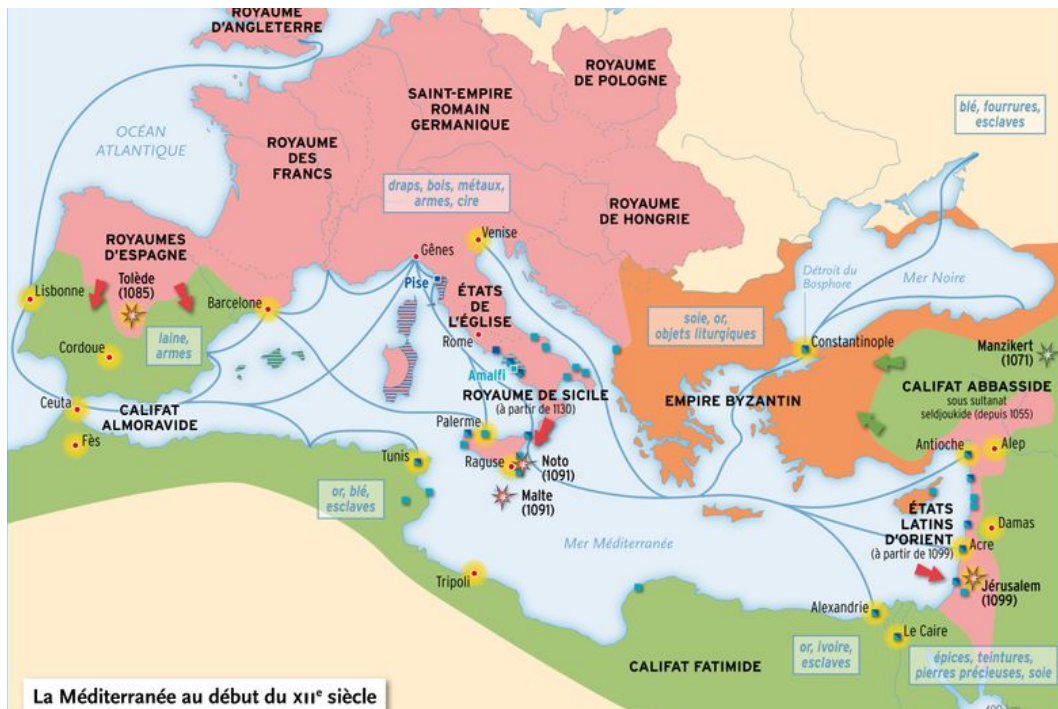 ROYAUME
D'ANGLETERRE
ROYAUME
DE POLOGNE
SAINT-EMPIRE
ROMAIN
GERMANIQUE
blé, fourrures,
esclaves
OCÉAN
ATLANTIQUE
ROYAUME
DES
FRANCS
draps, bois, métaux,
armes, cire
ROYAUME
DE HONGRIE
ROYAUMES
D'ESPAGNE
Venise
Gênes
Mer Noire
Détroit du
Bosphore
Lisbonne
Tolède
(1085)
Barcelone
Pise
ÉTATS
DE
L'ÉGLISE
Rome
soie, or,
objets liturgiques
laine,
armes
Cordoue
Constantinople
Manzikert
(1071)
Amalfi
ROYAUME DE SICILE
(à partir de 1130)
EMPIRE BYZANTIN
CALIFAT ABBASSIDE
sous sultanat
seldjoukide (depuis 1055)
Ceuta
CALIFAT
ALMORAVIDE
Fès
Palerme
Tunis
Raguse
Noto
(1091)
Malte
(1091)
Antioche
Alep
or, blé,
esclaves
ÉTATS
LATINS
D'ORIENT
(à partir de 1099)
Damas
Acre
Mer Méditerranée
Tripoli
Jérusalem
(1099)
Alexandrie
Le Caire
CALIFAT FATIMIDE
or, ivoire,
esclaves
épices, teintures,
pierres précieuses, soie
La Méditerranée au début du XIIe siècle